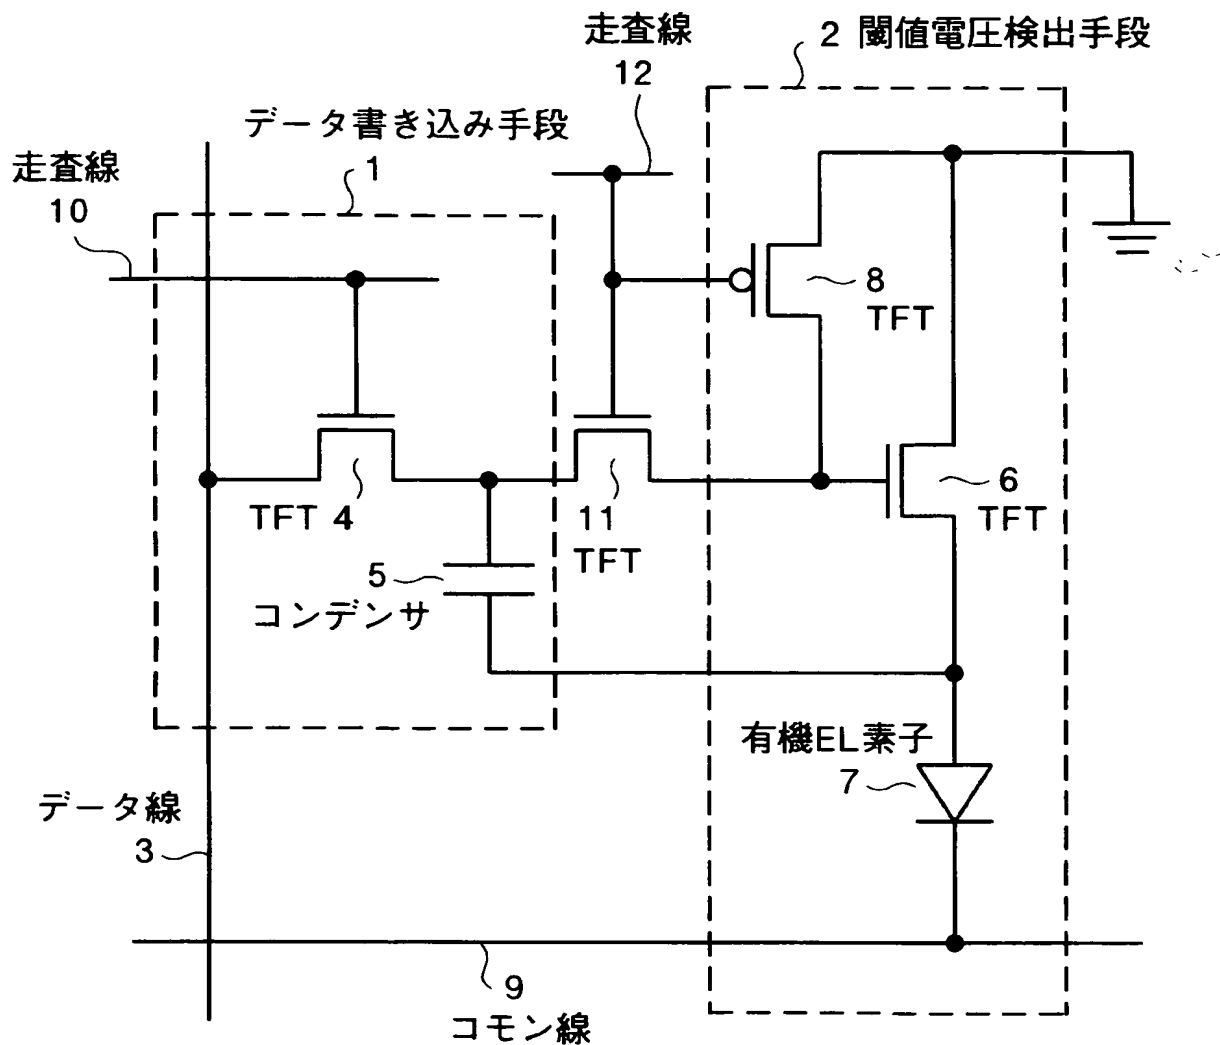 走査線
12
2 閾値電圧検出手段
データ書き込み手段
1
走査線
10
8
TFT
6
TFT
TFT 4
11
TFT
5
コンデンサ
有機EL素子
7
データ線
3
9
コモン線